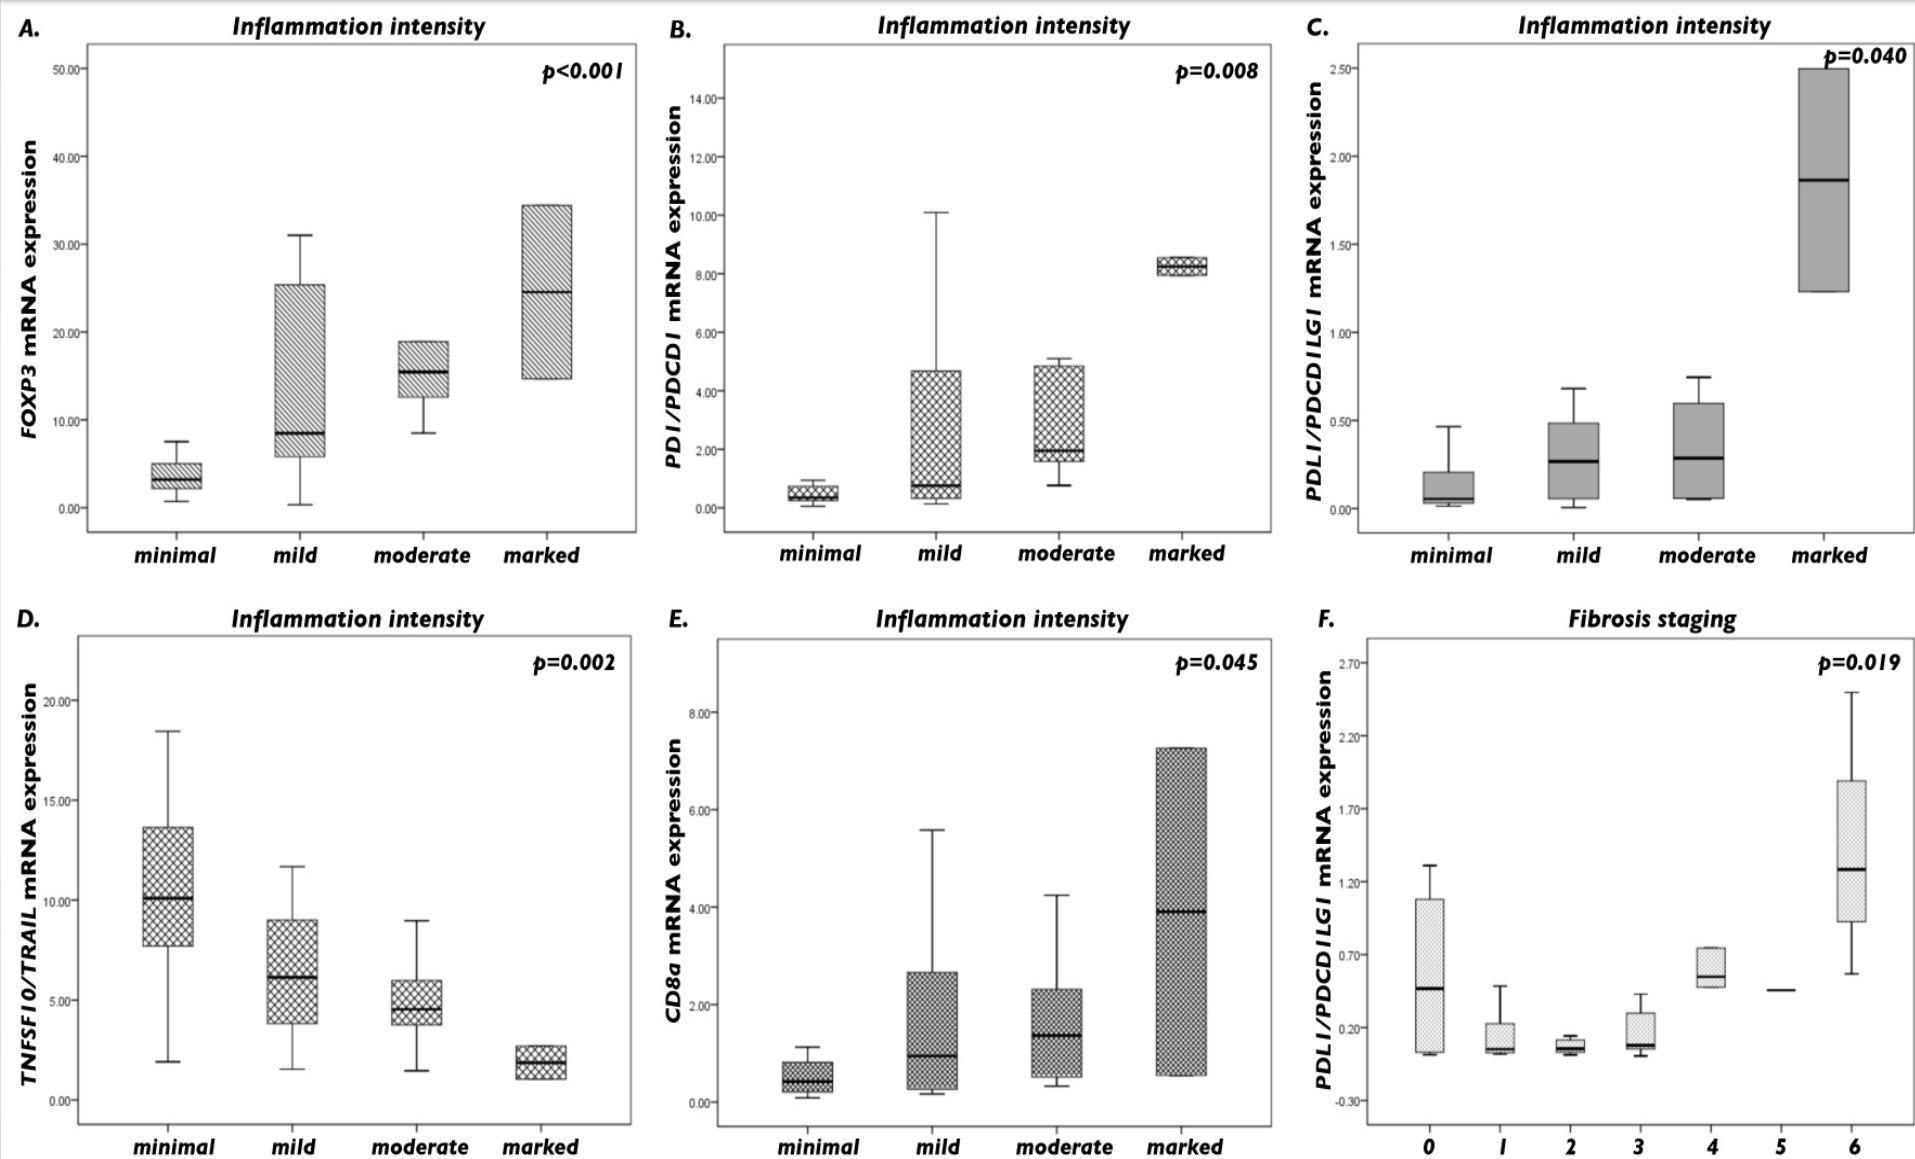 A.
Inflammation intensity
p<0.001
FOXP3 mRNA expression
50.00
40.00
30.00
20.00
10.00
0.00
minimal mild moderate marked
B.
Inflammation intensity
p=0.008
PD1/PDCD1 mRNA expression
14.00
12.00
10.00
8.00
6.00
4.00
2.00
0.00
minimal mild moderate marked
C.
Inflammation intensity
p=0.040
PDL1/PDCD1LG1 mRNA expression
2.50
2.00
1.50
1.00
0.50
0.00
minimal mild moderate marked
D.
Inflammation intensity
p=0.002
TNFSF10/TRAIL mRNA expression
20.00
15.00
10.00
5.00
0.00
minimal mild moderate marked
E.
Inflammation intensity
p=0.045
CD8a mRNA expression
8.00
6.00
4.00
2.00
0.00
minimal mild moderate marked
F.
Fibrosis staging
p=0.019
PDL1/PDCD1LG1 mRNA expression
2.70
2.20
1.70
1.20
0.70
0.20
-0.30
0 1 2 3 4 5 6